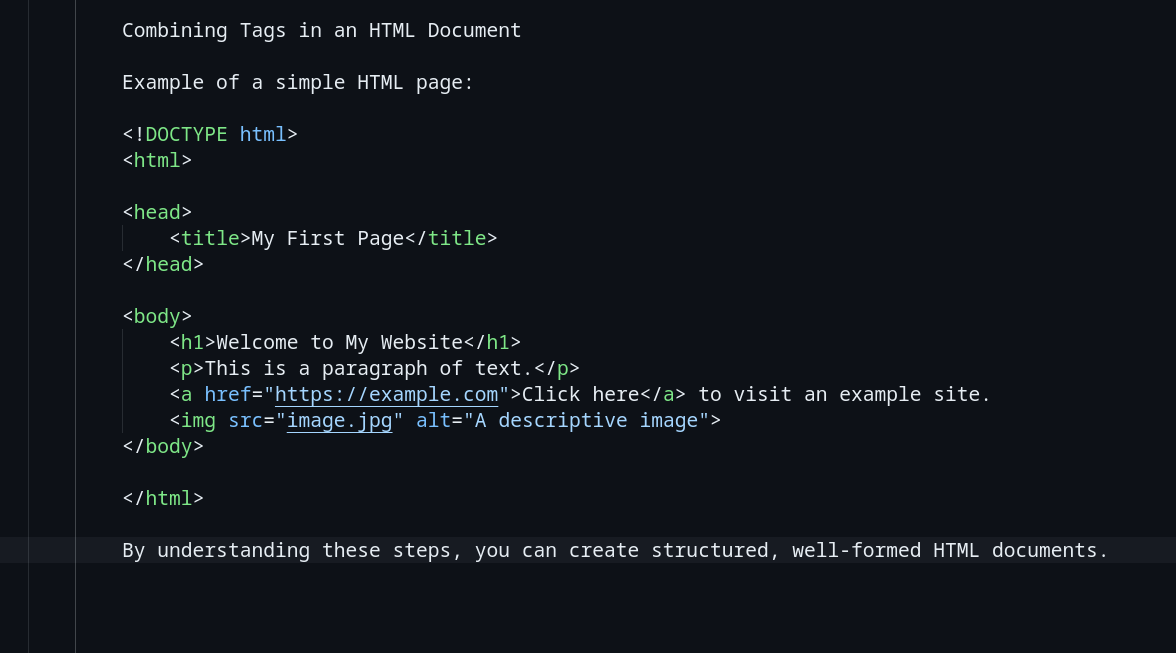 Combining Tags in an HTML Document
Example of a simple HTML page:
<!DOCTYPE html>
<html>
<head>
<title>My First Page</title>
</head>
<body>
<h1>Welcome to My Website</h1>
<p>This is a paragraph of text.</p>
<a href="https://example.com">Click here</a> to visit an example site.
<img src="image.jpg" alt="A descriptive image">
</body>
</html>
By understanding these steps, you can create structured, well-formed HTML documents.